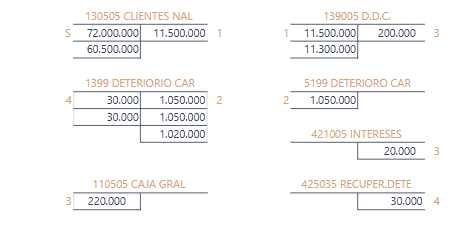 130505 CLIENTES NAL
S 72.000.000 11.500.000 1
60.500.000
139005 D.D.C.
1 11.500.000 200.000 3
11.300.000
1399 DETERIORIO CAR
4 30.000 1.050.000 2
30.000 1.050.000
1.020.000
5199 DETERIORO CAR
2 1.050.000
421005 INTERESES
20.000 3
110505 CAJA GRAL
3 220.000
425035 RECUPER.DETE
30.000 4